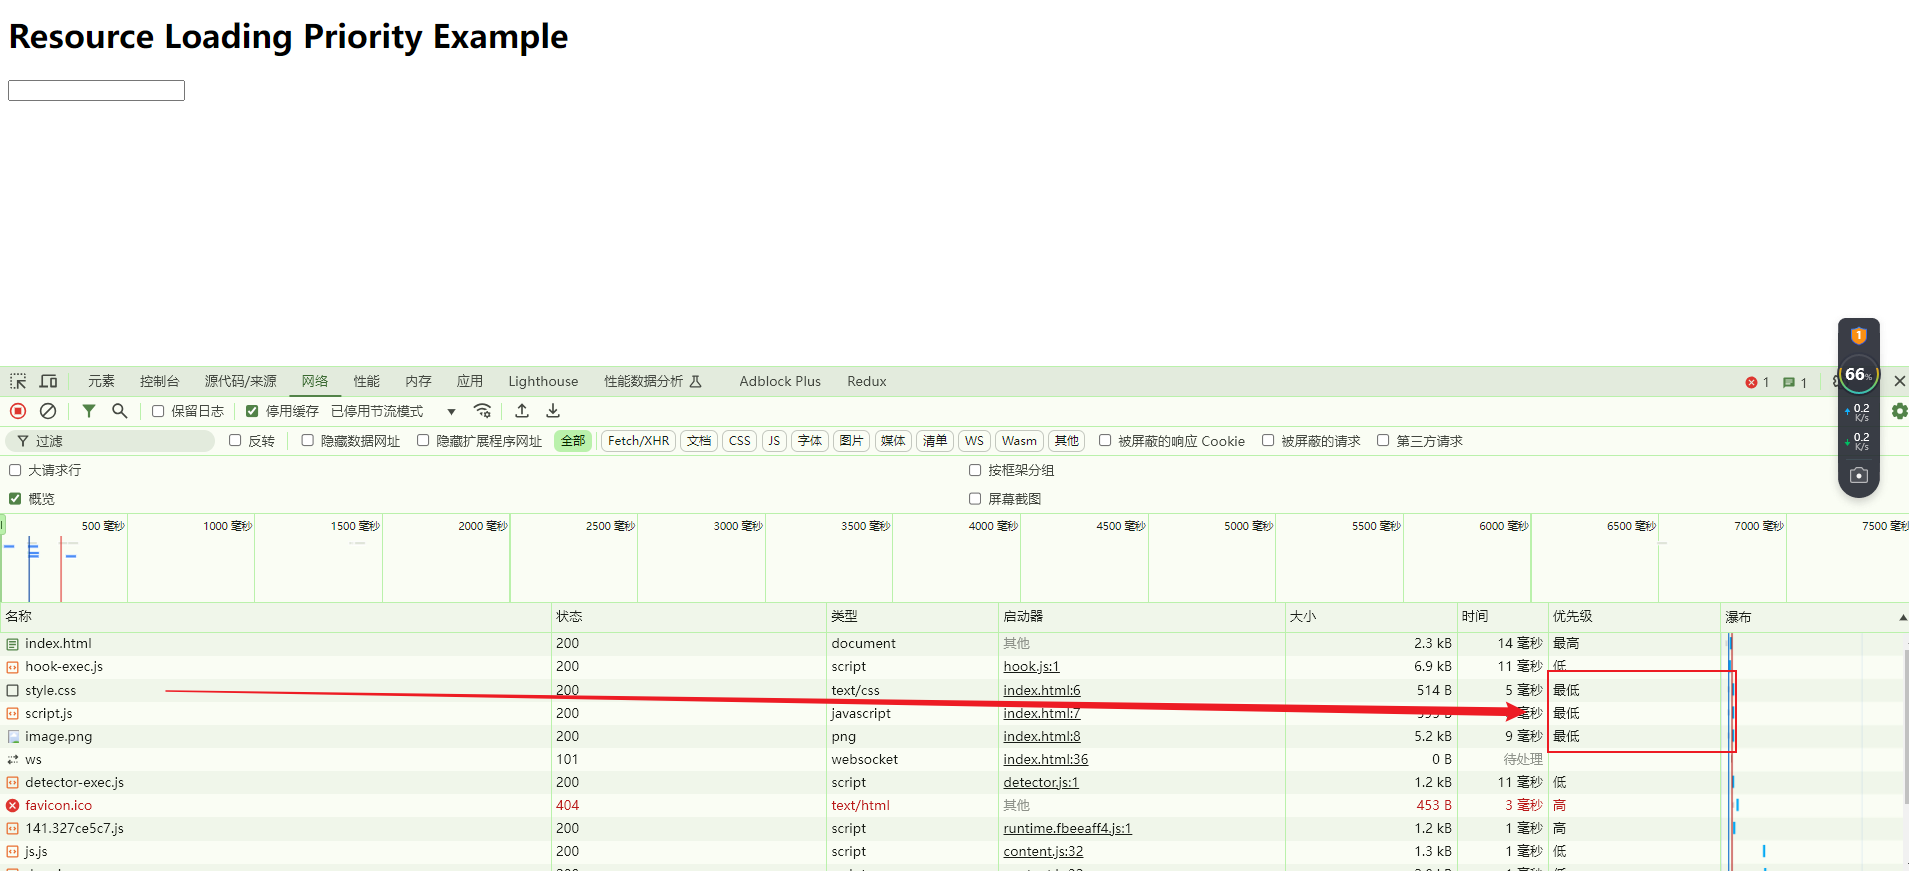 Resource Loading Priority Example
元素 控制台 源代码/来源 网络 性能 内存 应用 Lighthouse 性能数据分析 Adblock Plus Redux 1 1
保留日志 停用缓存 已停用节流模式
过滤 反转 隐藏数据网址 隐藏扩展程序网址 全部 Fetch/XHR 文档 CSS JS 字体 图片 媒体 清单 WS Wasm 其他 被屏蔽的响应 Cookie 被屏蔽的请求 第三方请求
大请求行 按框架分组
概览 屏幕截图
1
66%
0.2 K/s
0.2 K/s
500 毫秒 1000 毫秒 1500 毫秒 2000 毫秒 2500 毫秒 3000 毫秒 3500 毫秒 4000 毫秒 4500 毫秒 5000 毫秒 5500 毫秒 6000 毫秒 6500 毫秒 7000 毫秒 7500 毫秒
名称 状态 类型 启动器 大小 时间 优先级 瀑布
index.html 200 document 其他 2.3 kB 14 毫秒 最高
hook-exec.js 200 script hook.js:1 6.9 kB 11 毫秒 低
style.css 200 text/css index.html:6 514 B 5 毫秒 最低
script.js 200 javascript index.html:7 毫秒 最低
image.png 200 png index.html:8 5.2 kB 9 毫秒 最低
ws 101 websocket index.html:36 0 B 待处理
detector-exec.js 200 script detector.js:1 1.2 kB 11 毫秒 低
favicon.ico 404 text/html 其他 453 B 3 毫秒 高
141.327ce5c7.js 200 script runtime.fbeeaff4.js:1 1.2 kB 1 毫秒 高
js.js 200 script content.js:32 1.3 kB 1 毫秒 低